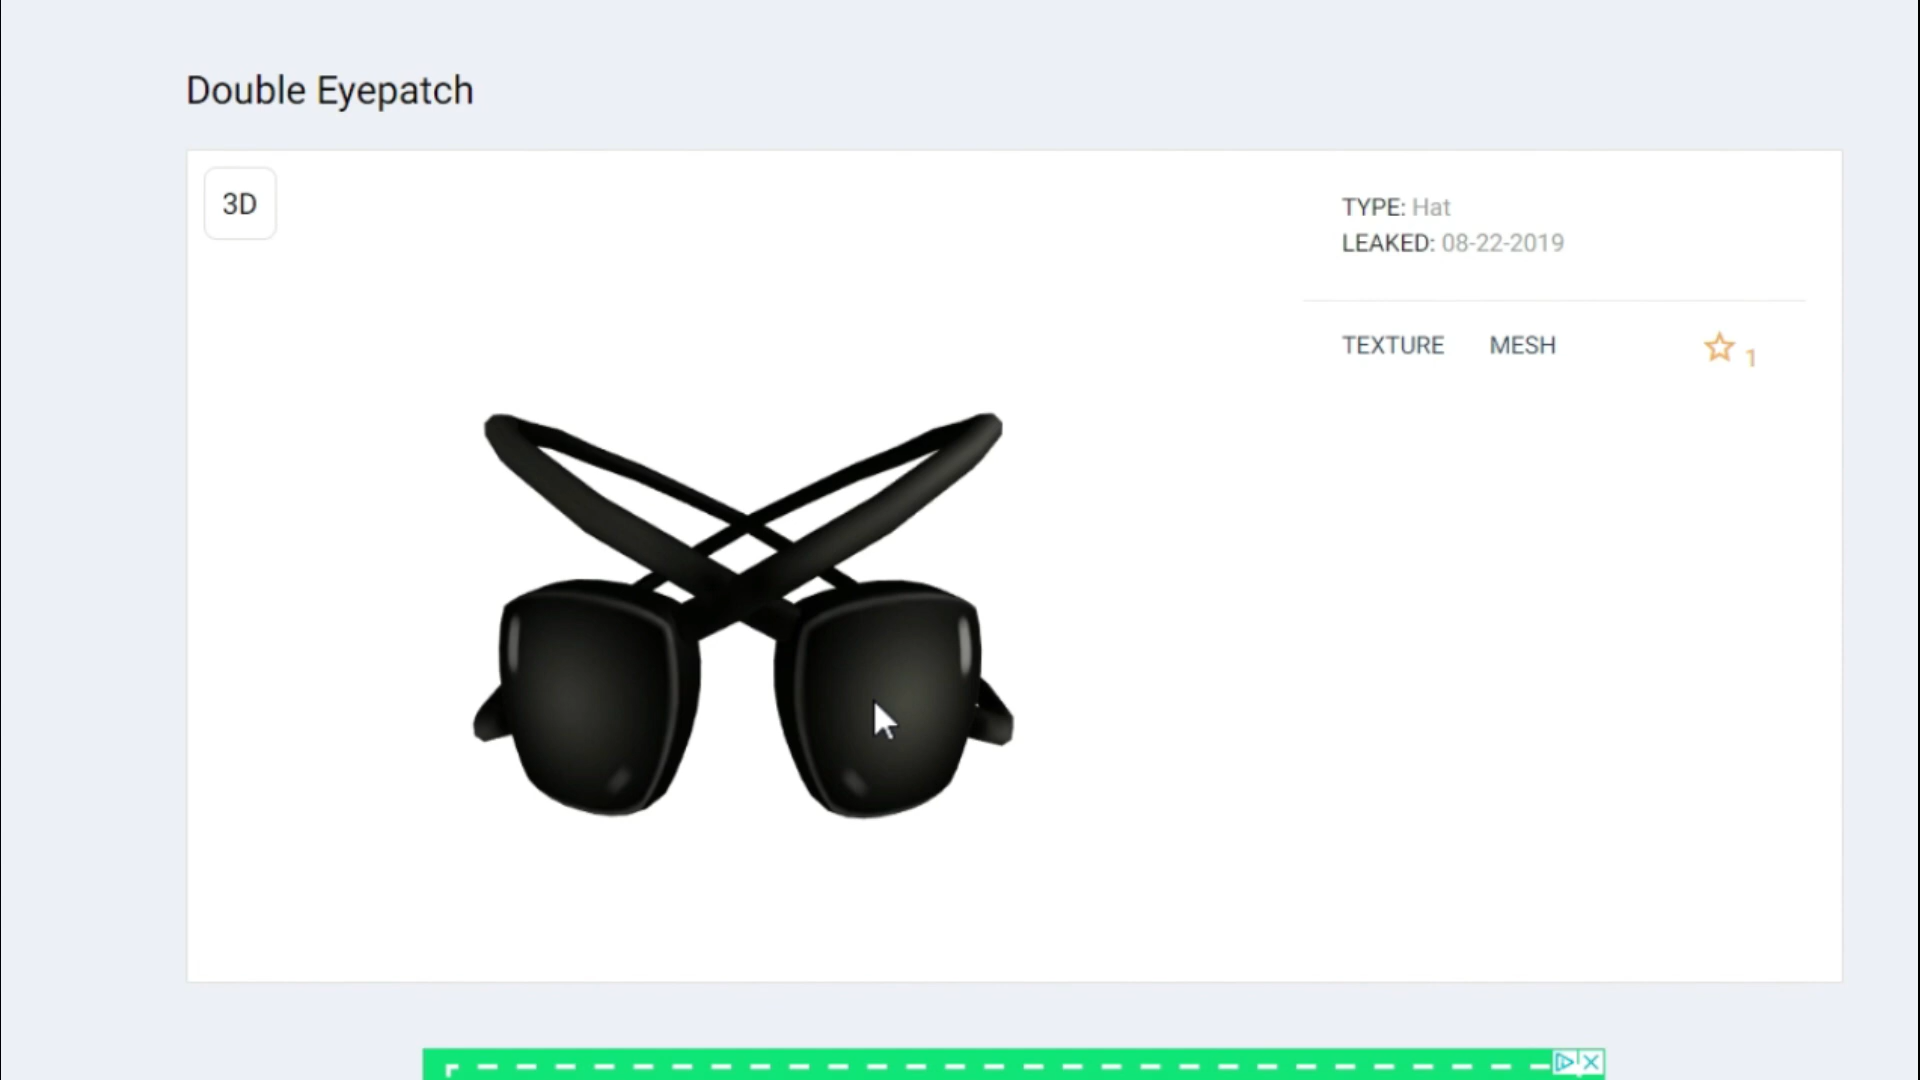 Double Eyepatch
3D
TYPE: Hat
LEAKED: 08-22-2019
TEXTURE MESH 1